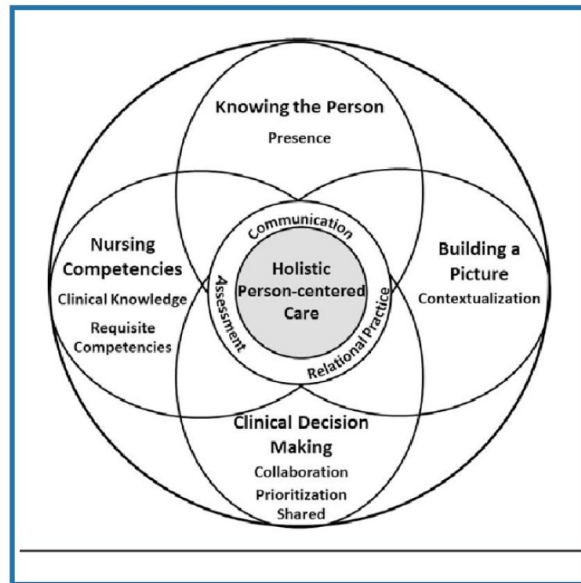 Knowing the Person
Presence
Nursing
Competencies
Clinical Knowledge
Requisite
Competencies
Communication
Assessment
Relational Practice
Holistic
Person-centered
Care
Building a
Picture
Contextualization
Clinical Decision
Making
Collaboration
Prioritization
Shared